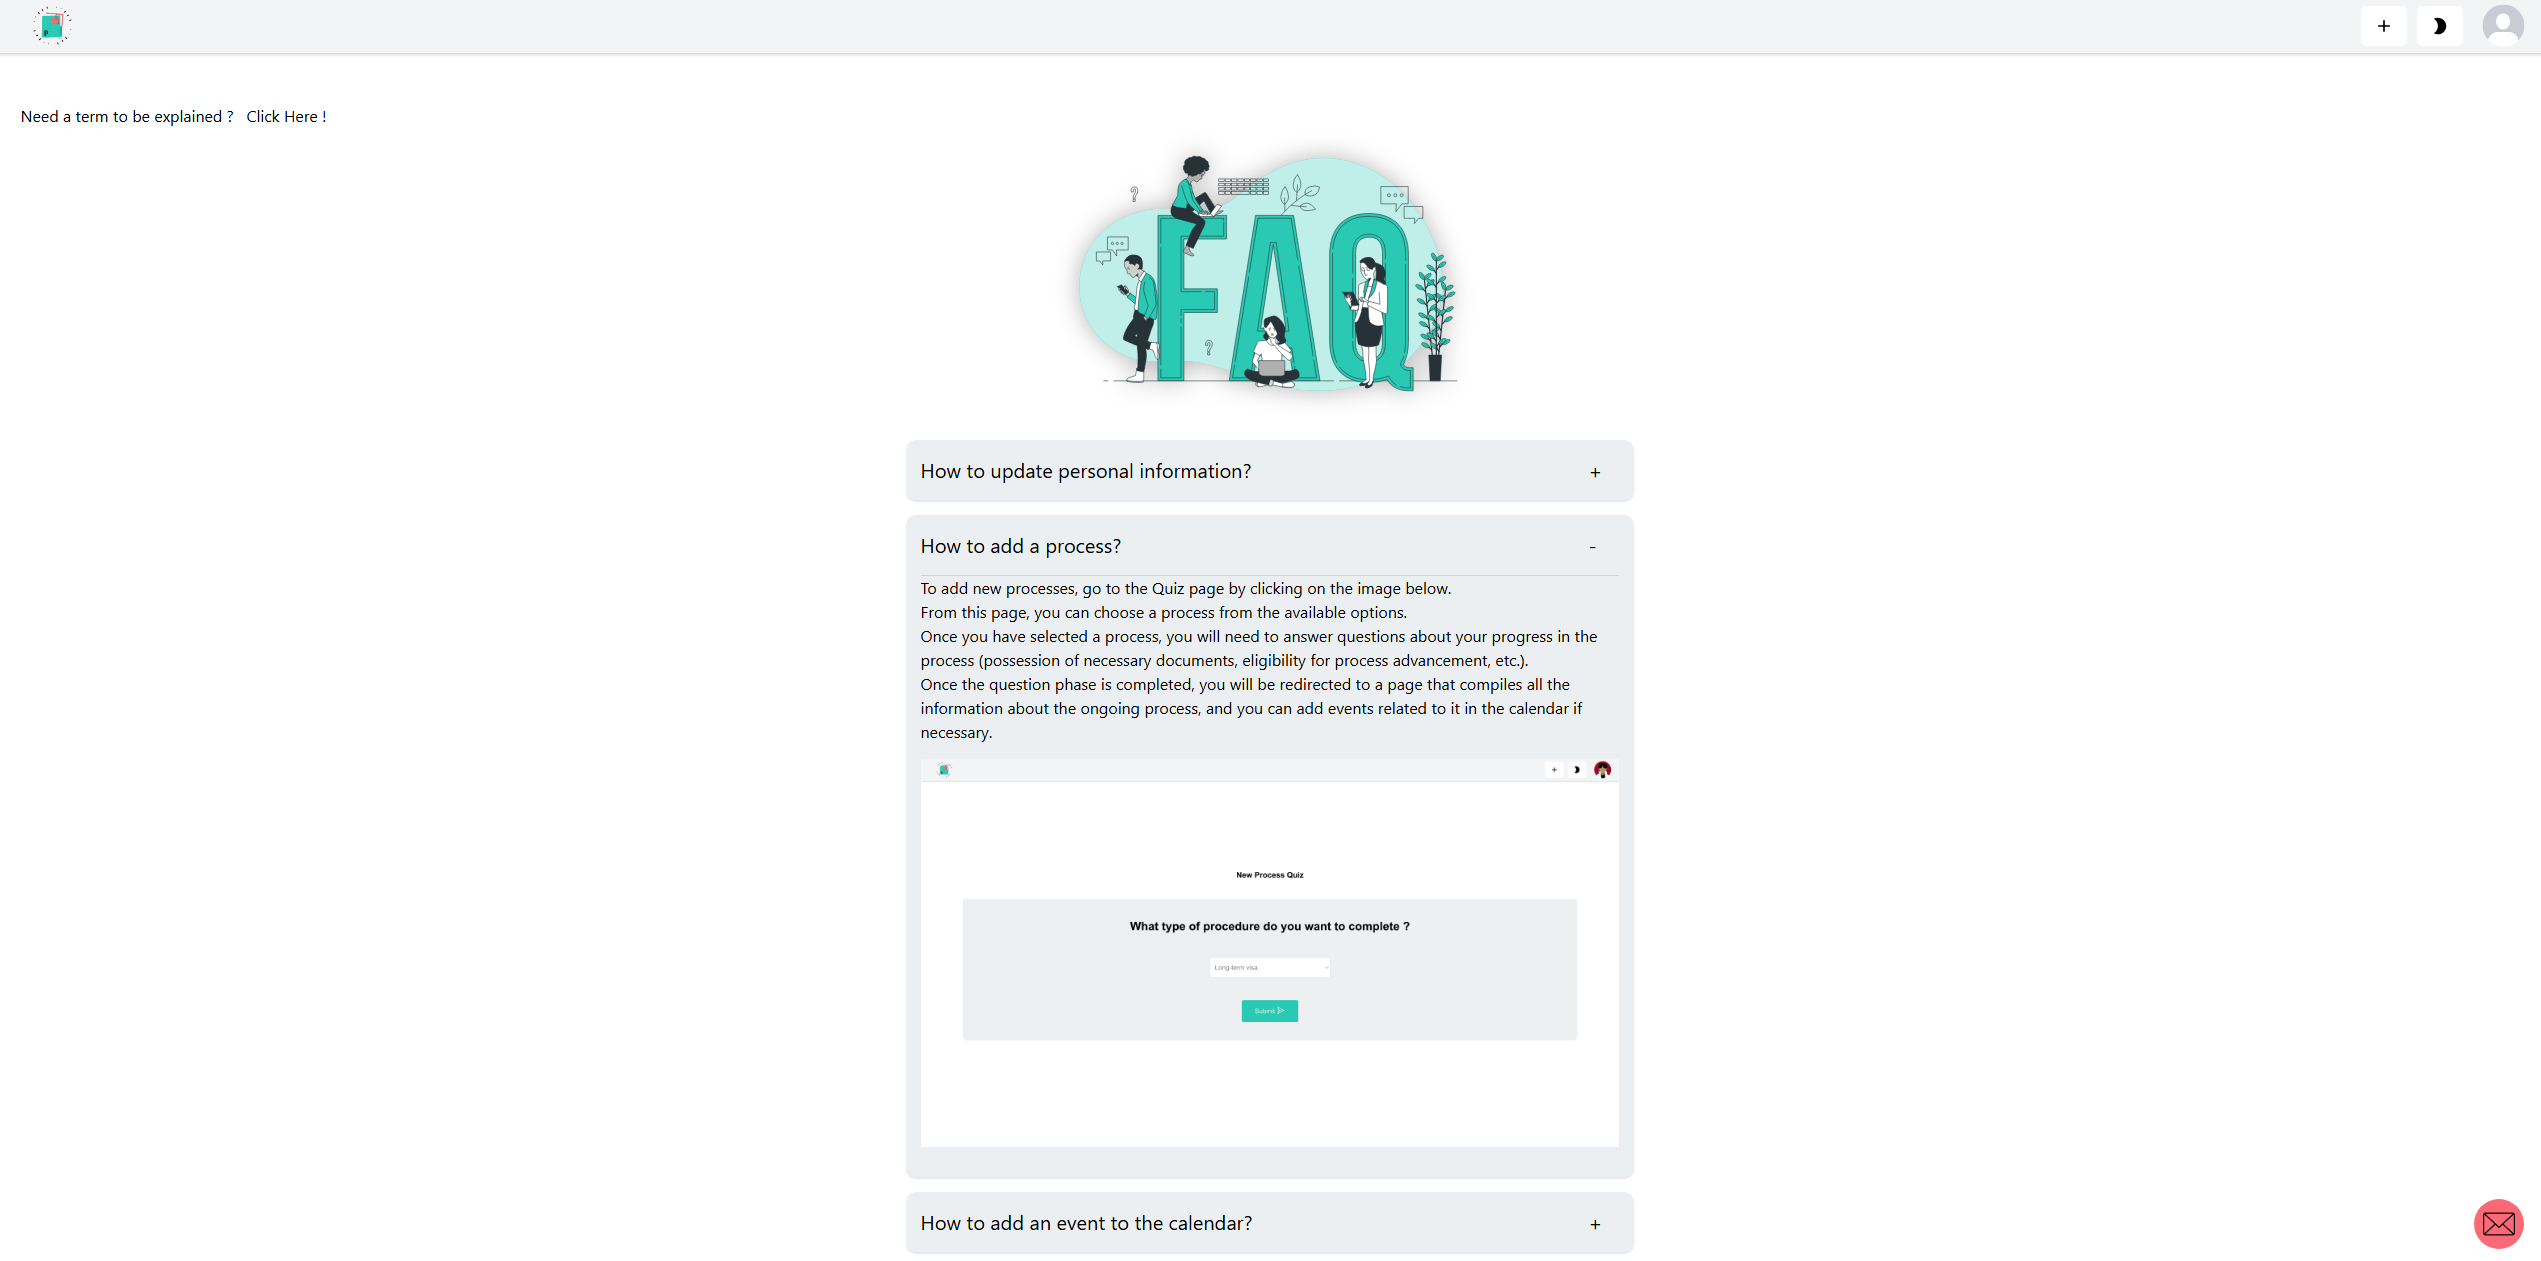 +
Need a term to be explained ? Click Here !
FAQ
How to update personal information? +
How to add a process? -
To add new processes, go to the Quiz page by clicking on the image below.
From this page, you can choose a process from the available options.
Once you have selected a process, you will need to answer questions about your progress in the
process (possession of necessary documents, eligibility for process advancement, etc.).
Once the question phase is completed, you will be redirected to a page that compiles all the
information about the ongoing process, and you can add events related to it in the calendar if
necessary.
New Process Quiz
What type of procedure do you want to complete ?
Long-term visa
Submit
How to add an event to the calendar? +